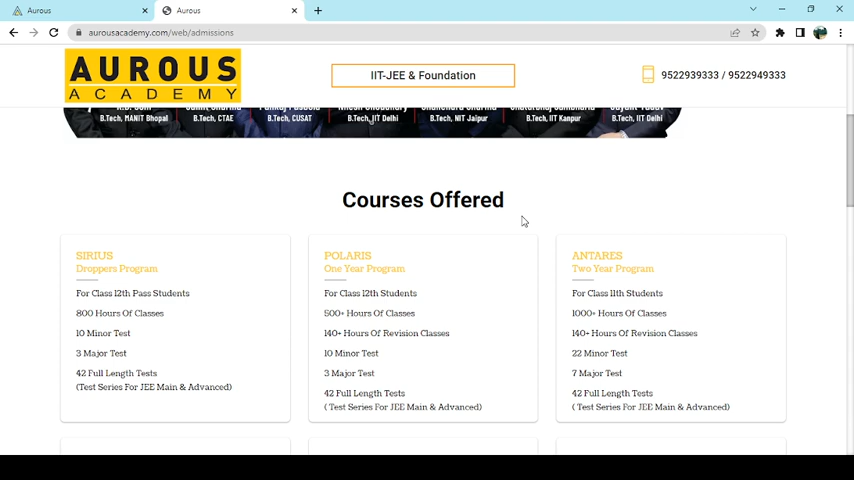 Aurous
Aurous
aurousacademy.com/web/admissions
AUROUS
ACADEMY
IIT-JEE & Foundation
9522939333 / 9522949333
B.Tech, MANIT Bhopal
B.Tech, CTAE
B.Tech, CUSAT
B.Tech, IIT Delhi
B.Tech, NIT Jaipur
B.Tech, IIT Kanpur
B.Tech, IIT Delhi
Courses Offered
SIRIUS
Droppers Program
For Class 12th Pass Students
800 Hours Of Classes
10 Minor Test
3 Major Test
42 Full Length Tests
(Test Series For JEE Main & Advanced)
POLARIS
One Year Program
For Class 12th Students
500+ Hours Of Classes
140+ Hours Of Revision Classes
10 Minor Test
3 Major Test
42 Full Length Tests
( Test Series For JEE Main & Advanced)
ANTARES
Two Year Program
For Class 11th Students
1000+ Hours Of Classes
140+ Hours Of Revision Classes
22 Minor Test
7 Major Test
42 Full Length Tests
( Test Series For JEE Main & Advanced)